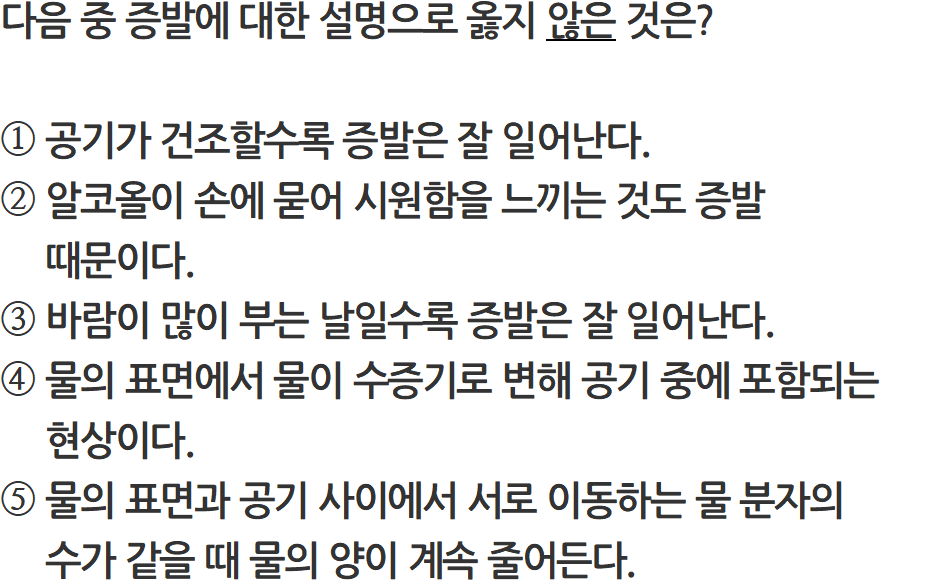 다음 중 증발에 대한 설명으로 옳지 않은 것은?
① 공기가 건조할수록 증발은 잘 일어난다.
② 알코올이 손에 묻어 시원함을 느끼는 것도 증발
때문이다.
③ 바람이 많이 부는 날일수록 증발은 잘 일어난다.
④ 물의 표면에서 물이 수증기로 변해 공기 중에 포함되는
현상이다.
⑤ 물의 표면과 공기 사이에서 서로 이동하는 물 분자의
수가 같을 때 물의 양이 계속 줄어든다.